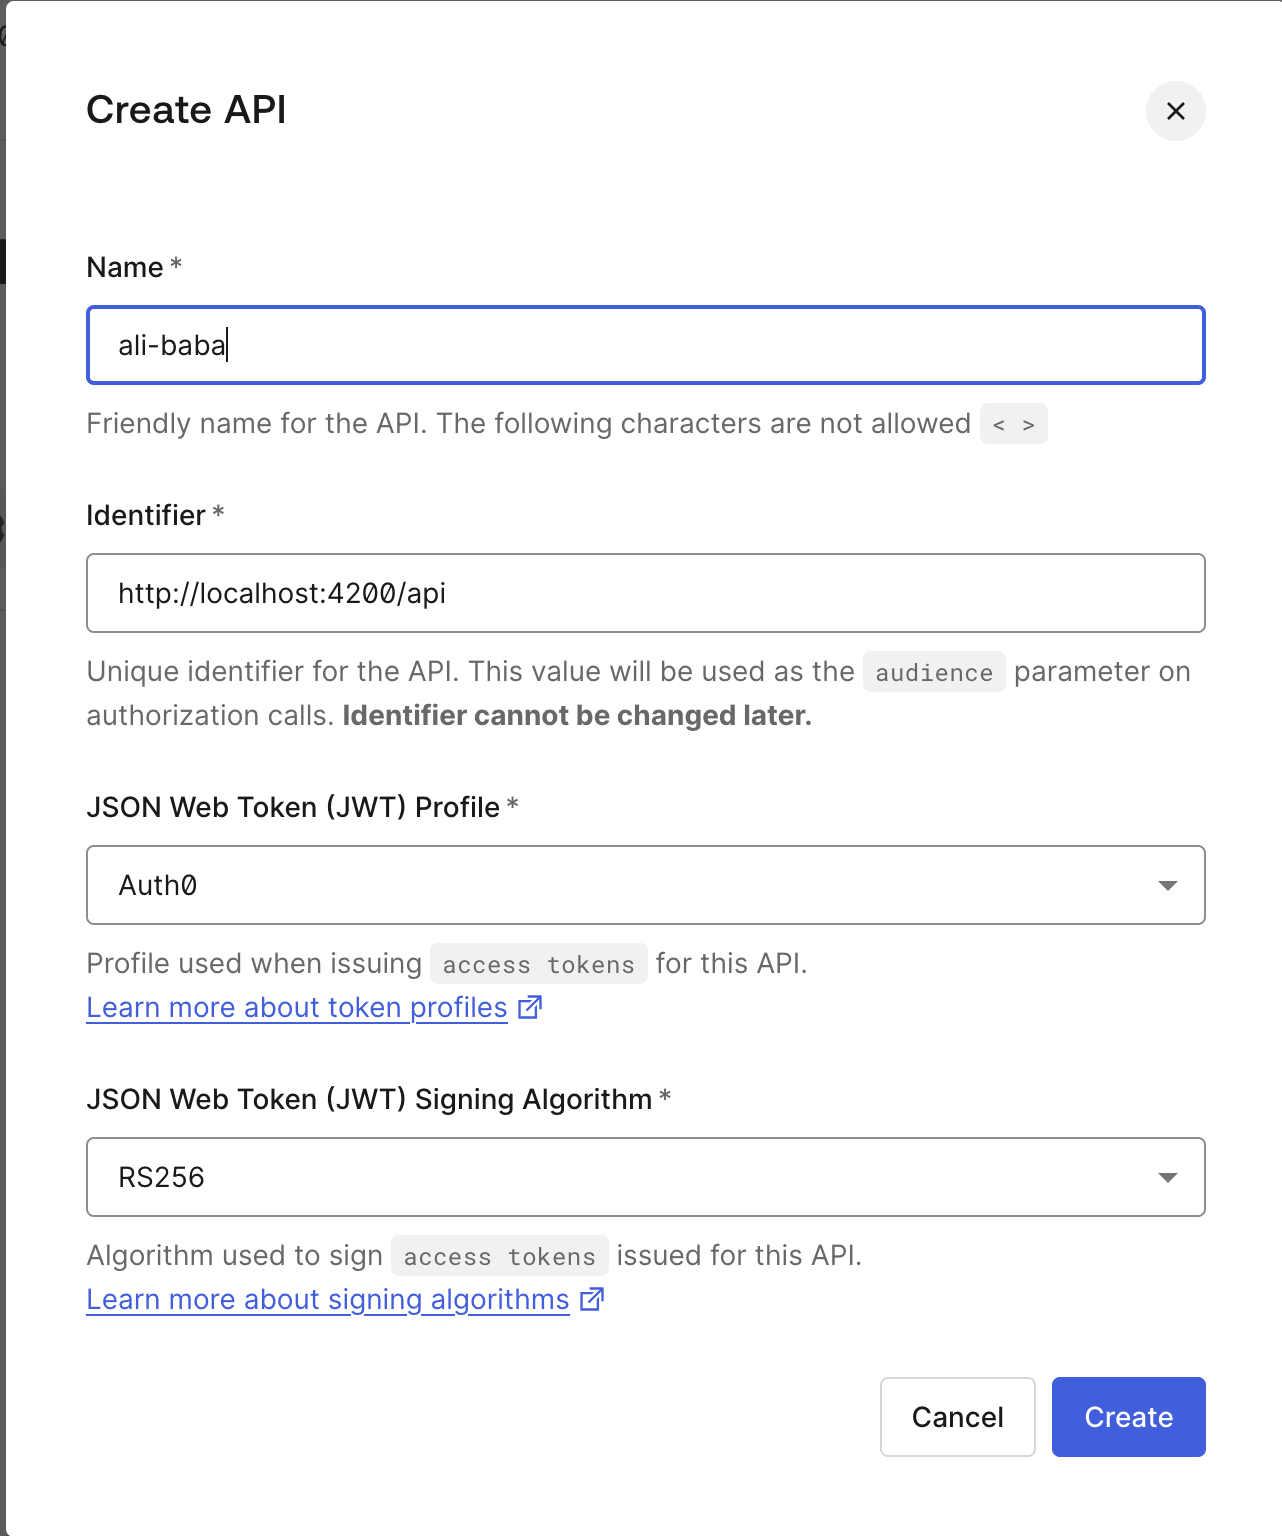 Create API
Name *
ali-baba
Friendly name for the API. The following characters are not allowed < >
Identifier *
http://localhost:4200/api
Unique identifier for the API. This value will be used as the audience parameter on
authorization calls. Identifier cannot be changed later.
JSON Web Token (JWT) Profile *
Auth0
Profile used when issuing access tokens for this API.
Learn more about token profiles
JSON Web Token (JWT) Signing Algorithm *
RS256
Algorithm used to sign access tokens issued for this API.
Learn more about signing algorithms
Cancel
Create